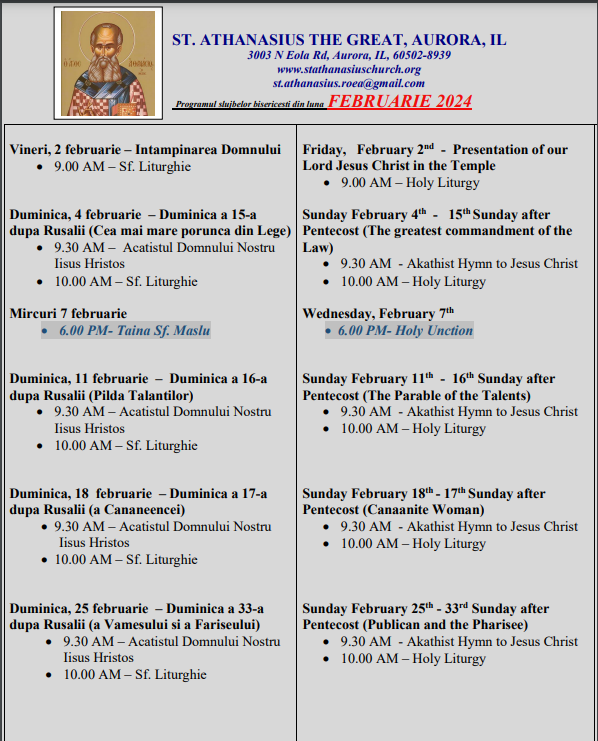 ST. ATHANASIUS THE GREAT, AURORA, IL
3003 N Eola Rd, Aurora, IL, 60502-8939
www.stathanasiuschurch.org
st.athanasius.roea@gmail.com
Programul slujbelor bisericesti din luna FEBRUARIE 2024
Vineri, 2 februarie – Intampinarea Domnului
• 9.00 AM – Sf. Liturghie
Duminica, 4 februarie – Duminica a 15-a
dupa Rusalii (Cea mai mare porunca din Lege)
• 9.30 AM – Acatistul Domnului Nostru
Iisus Hristos
• 10.00 AM – Sf. Liturghie
Mircuri 7 februarie
• 6.00 PM- Taina Sf. Maslu
Duminica, 11 februarie – Duminica a 16-a
dupa Rusalii (Pilda Talantilor)
• 9.30 AM – Acatistul Domnului Nostru
Iisus Hristos
• 10.00 AM – Sf. Liturghie
Duminica, 18 februarie – Duminica a 17-a
dupa Rusalii (a Cananeencei)
• 9.30 AM – Acatistul Domnului Nostru
Iisus Hristos
• 10.00 AM – Sf. Liturghie
Duminica, 25 februarie – Duminica a 33-a
dupa Rusalii (a Vamesului si a Fariseului)
• 9.30 AM – Acatistul Domnului Nostru
Iisus Hristos
• 10.00 AM – Sf. Liturghie
Friday, February 2nd - Presentation of our
Lord Jesus Christ in the Temple
• 9.00 AM – Holy Liturgy
Sunday February 4th - 15th Sunday after
Pentecost (The greatest commandment of the
Law)
• 9.30 AM - Akathist Hymn to Jesus Christ
• 10.00 AM – Holy Liturgy
Wednesday, February 7th
• 6.00 PM- Holy Unction
Sunday February 11th - 16th Sunday after
Pentecost (The Parable of the Talents)
• 9.30 AM - Akathist Hymn to Jesus Christ
• 10.00 AM – Holy Liturgy
Sunday February 18th - 17th Sunday after
Pentecost (Canaanite Woman)
• 9.30 AM - Akathist Hymn to Jesus Christ
• 10.00 AM – Holy Liturgy
Sunday February 25th - 33rd Sunday after
Pentecost (Publican and the Pharisee)
• 9.30 AM - Akathist Hymn to Jesus Christ
• 10.00 AM – Holy Liturgy